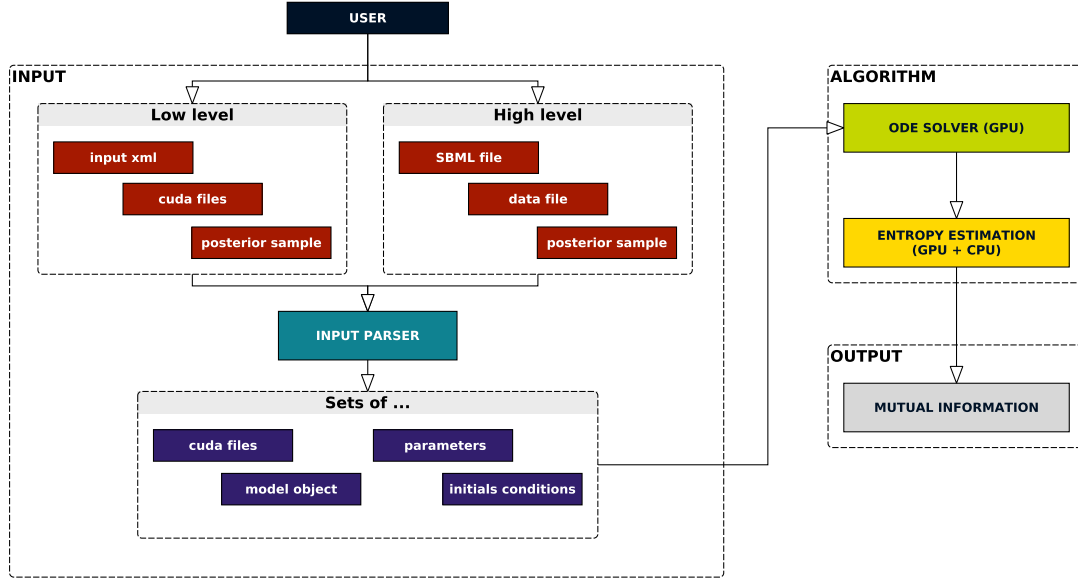 USER
INPUT
Low level
input xml
cuda files
posterior sample
High level
SBML file
data file
posterior sample
INPUT PARSER
Sets of ...
cuda files
parameters
model object
initials conditions
ALGORITHM
ODE SOLVER (GPU)
ENTROPY ESTIMATION
(GPU + CPU)
OUTPUT
MUTUAL INFORMATION